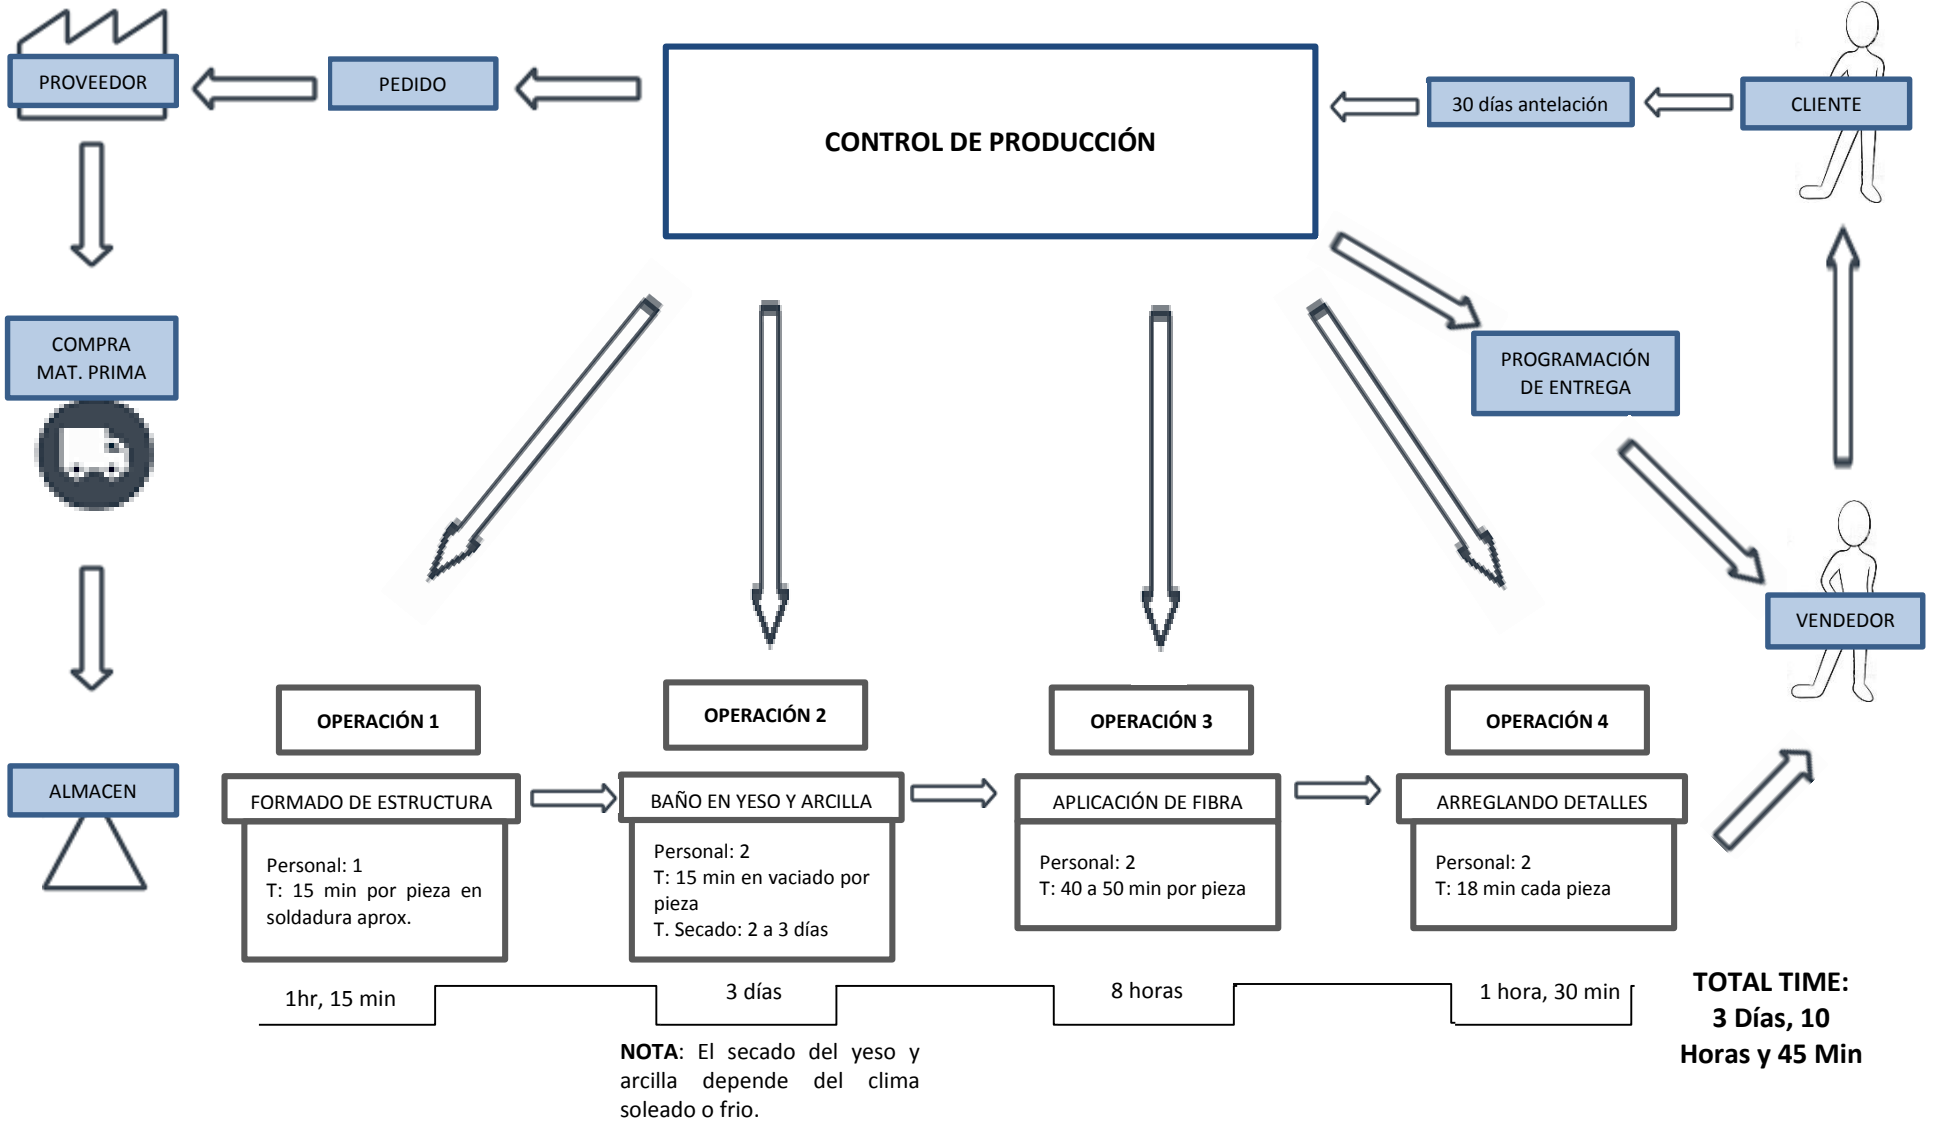 PROVEEDOR
PEDIDO
CONTROL DE PRODUCCIÓN
30 días antelación
CLIENTE
COMPRA
MAT. PRIMA
PROGRAMACIÓN
DE ENTREGA
VENDEDOR
ALMACEN
OPERACIÓN 1
FORMADO DE ESTRUCTURA
Personal: 1
T: 15 min por pieza en
soldadura aprox.
1hr, 15 min
OPERACIÓN 2
BAÑO EN YESO Y ARCILLA
Personal: 2
T: 15 min en vaciado por
pieza
T. Secado: 2 a 3 días
3 días
NOTA: El secado del yeso y
arcilla depende del clima
soleado o frio.
OPERACIÓN 3
APLICACIÓN DE FIBRA
Personal: 2
T: 40 a 50 min por pieza
8 horas
OPERACIÓN 4
ARREGLANDO DETALLES
Personal: 2
T: 18 min cada pieza
1 hora, 30 min
TOTAL TIME:
3 Días, 10
Horas y 45 Min